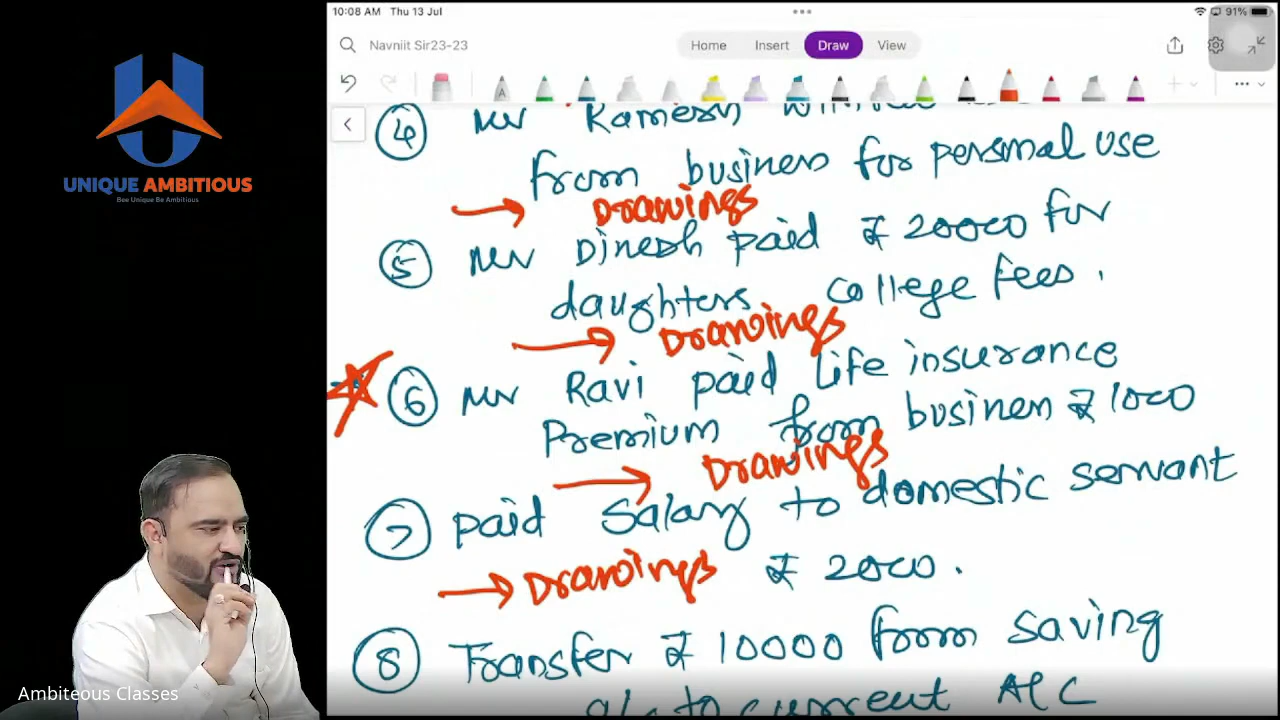 10:08 AM Thu 13 Jul
91%
Navniit Sir23-23
Home Insert Draw View
UNIQUE AMBITIOUS
Bee Unique Be Ambitious
④ Mr Ramesh
from business for personal use
→ Drawings
⑤ Mr Dinesh paid ₹ 20000 for
daughters college fees.
→ Drawings
⑥ Mr Ravi paid Life insurance
Premium from business ₹ 1000
→ Drawings
⑦ Paid Salary to domestic servant
→ Drawings ₹ 2000.
⑧ Transfer ₹ 10000 from saving
a/c to current A/C
Ambiteous Classes